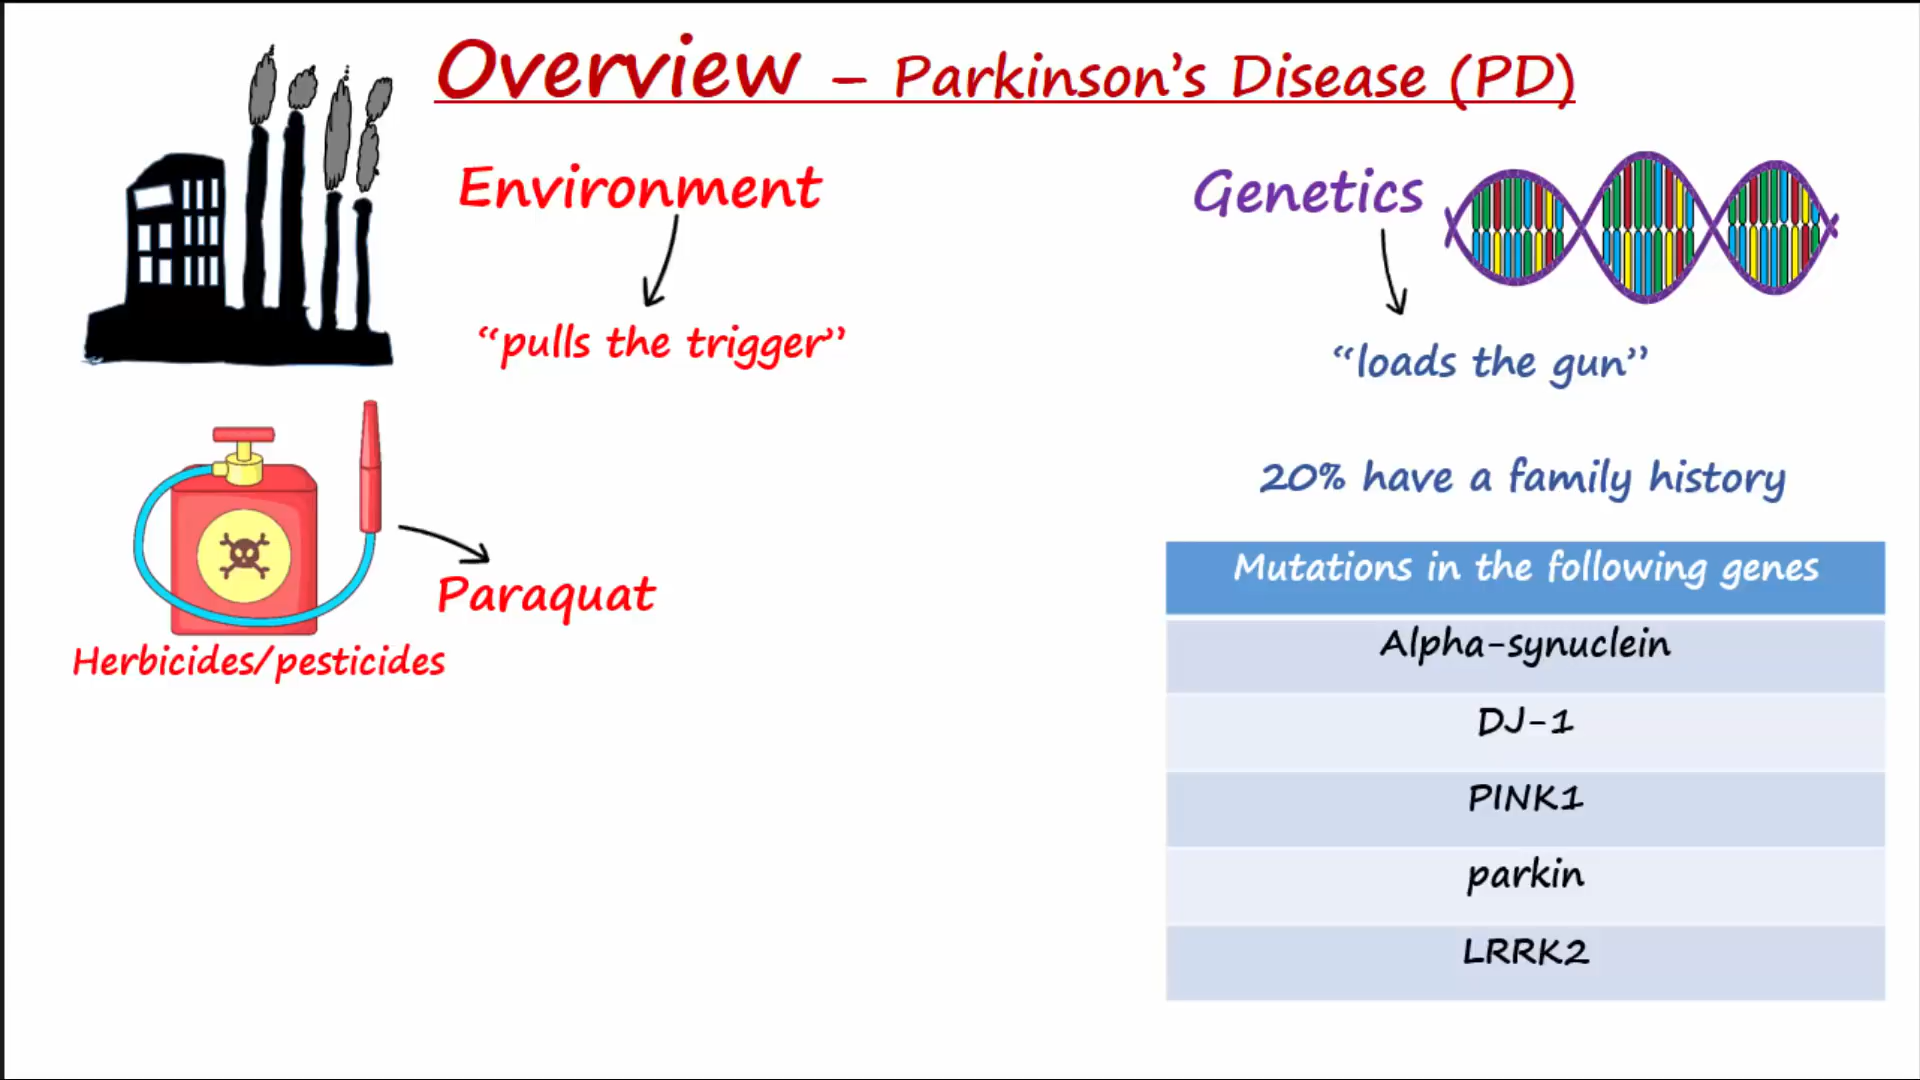 Overview – Parkinson's Disease (PD)
Environment
"pulls the trigger"
Paraquat
Herbicides/pesticides
Genetics
"loads the gun"
20% have a family history
Mutations in the following genes
Alpha-synuclein
DJ-1
PINK1
parkin
LRRK2